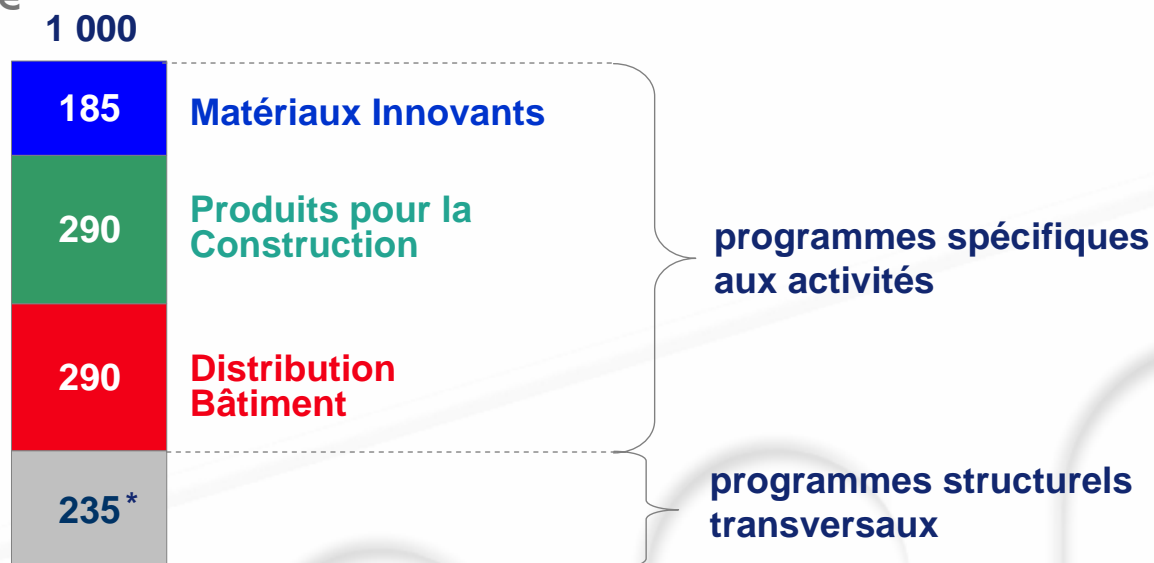 1 000
185
Matériaux Innovants
290
Produits pour la
Construction
programmes spécifiques
aux activités
290
Distribution
Bâtiment
235*
programmes structurels
transversaux